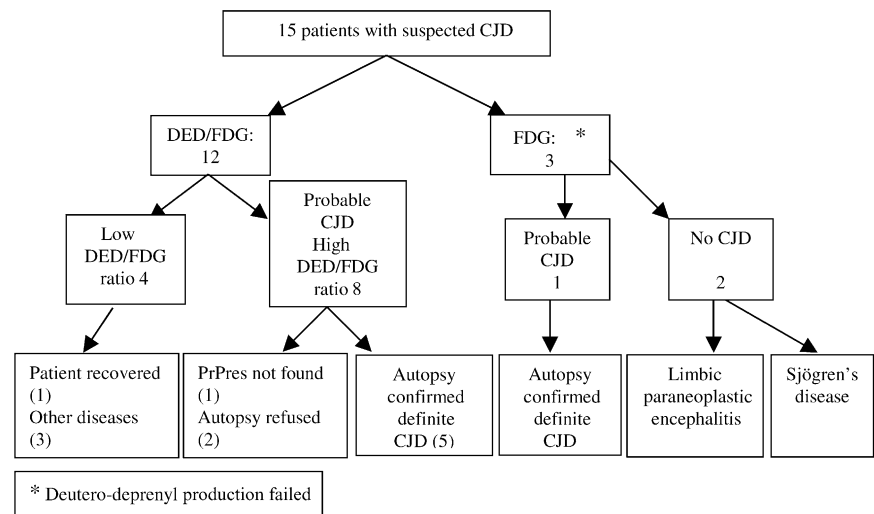 15 patients with suspected CJD
DED/FDG:
12
FDG: *
3
Low
DED/FDG
ratio 4
Probable
CJD
High
DED/FDG
ratio 8
Probable
CJD
1
No CJD
2
Patient recovered
(1)
Other diseases
(3)
PrPres not found
(1)
Autopsy refused
(2)
Autopsy
confirmed
definite
CJD (5)
Autopsy
confirmed
definite
CJD
Limbic
paraneoplastic
encephalitis
Sjögren's
disease
* Deutero-deprenyl production failed